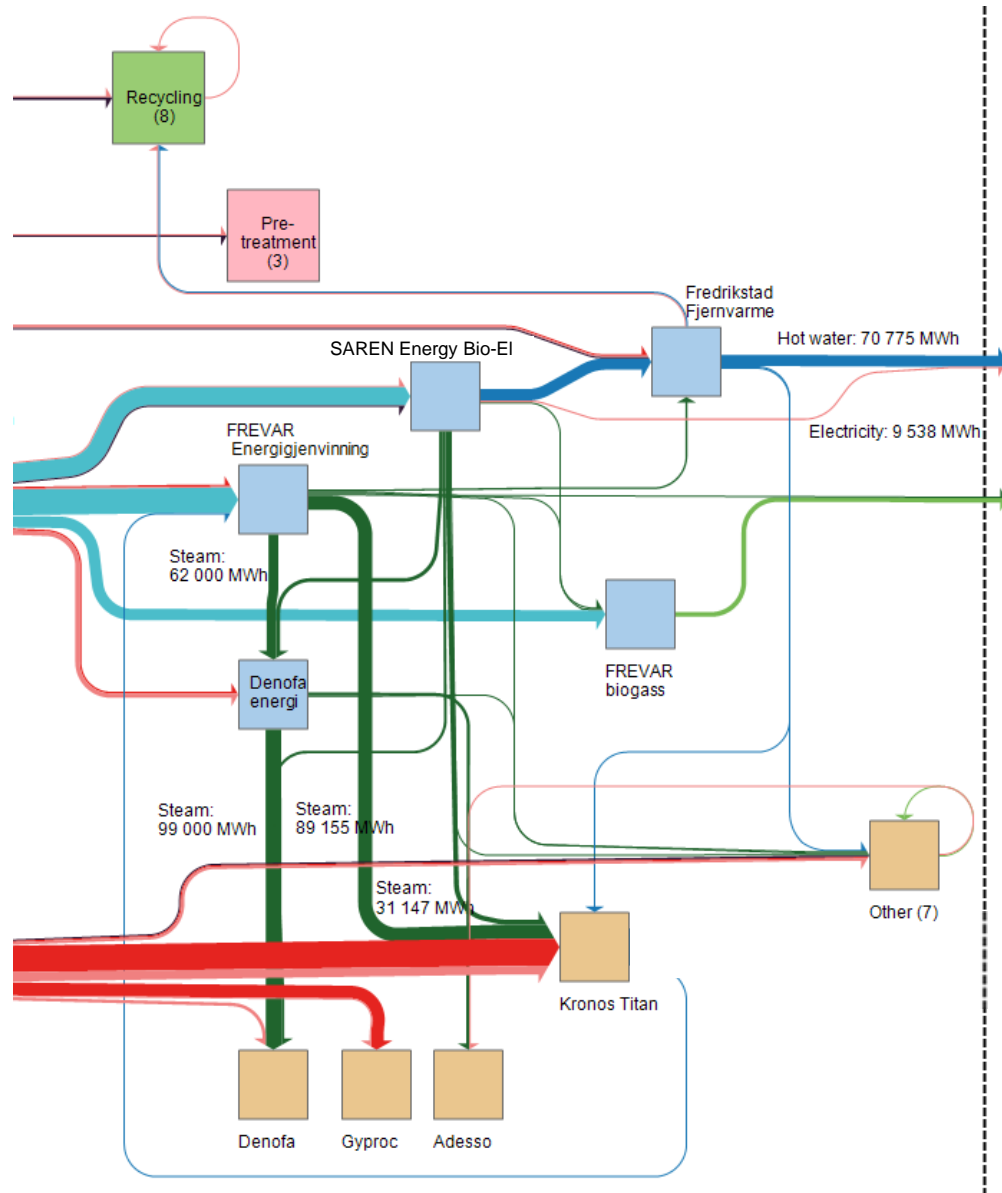 Recycling
(8)
Pre-
treatment
(3)
Fredrikstad
Fjernvarme
Hot water: 70 775 MWh
SAREN Energy Bio-El
Electricity: 9 538 MWh
FREVAR
Energigjenvinning
Steam:
62 000 MWh
FREVAR
biogass
Denofa
energi
Steam:
99 000 MWh
Steam:
89 155 MWh
Steam:
31 147 MWh
Other (7)
Kronos Titan
Denofa
Gyproc
Adesso